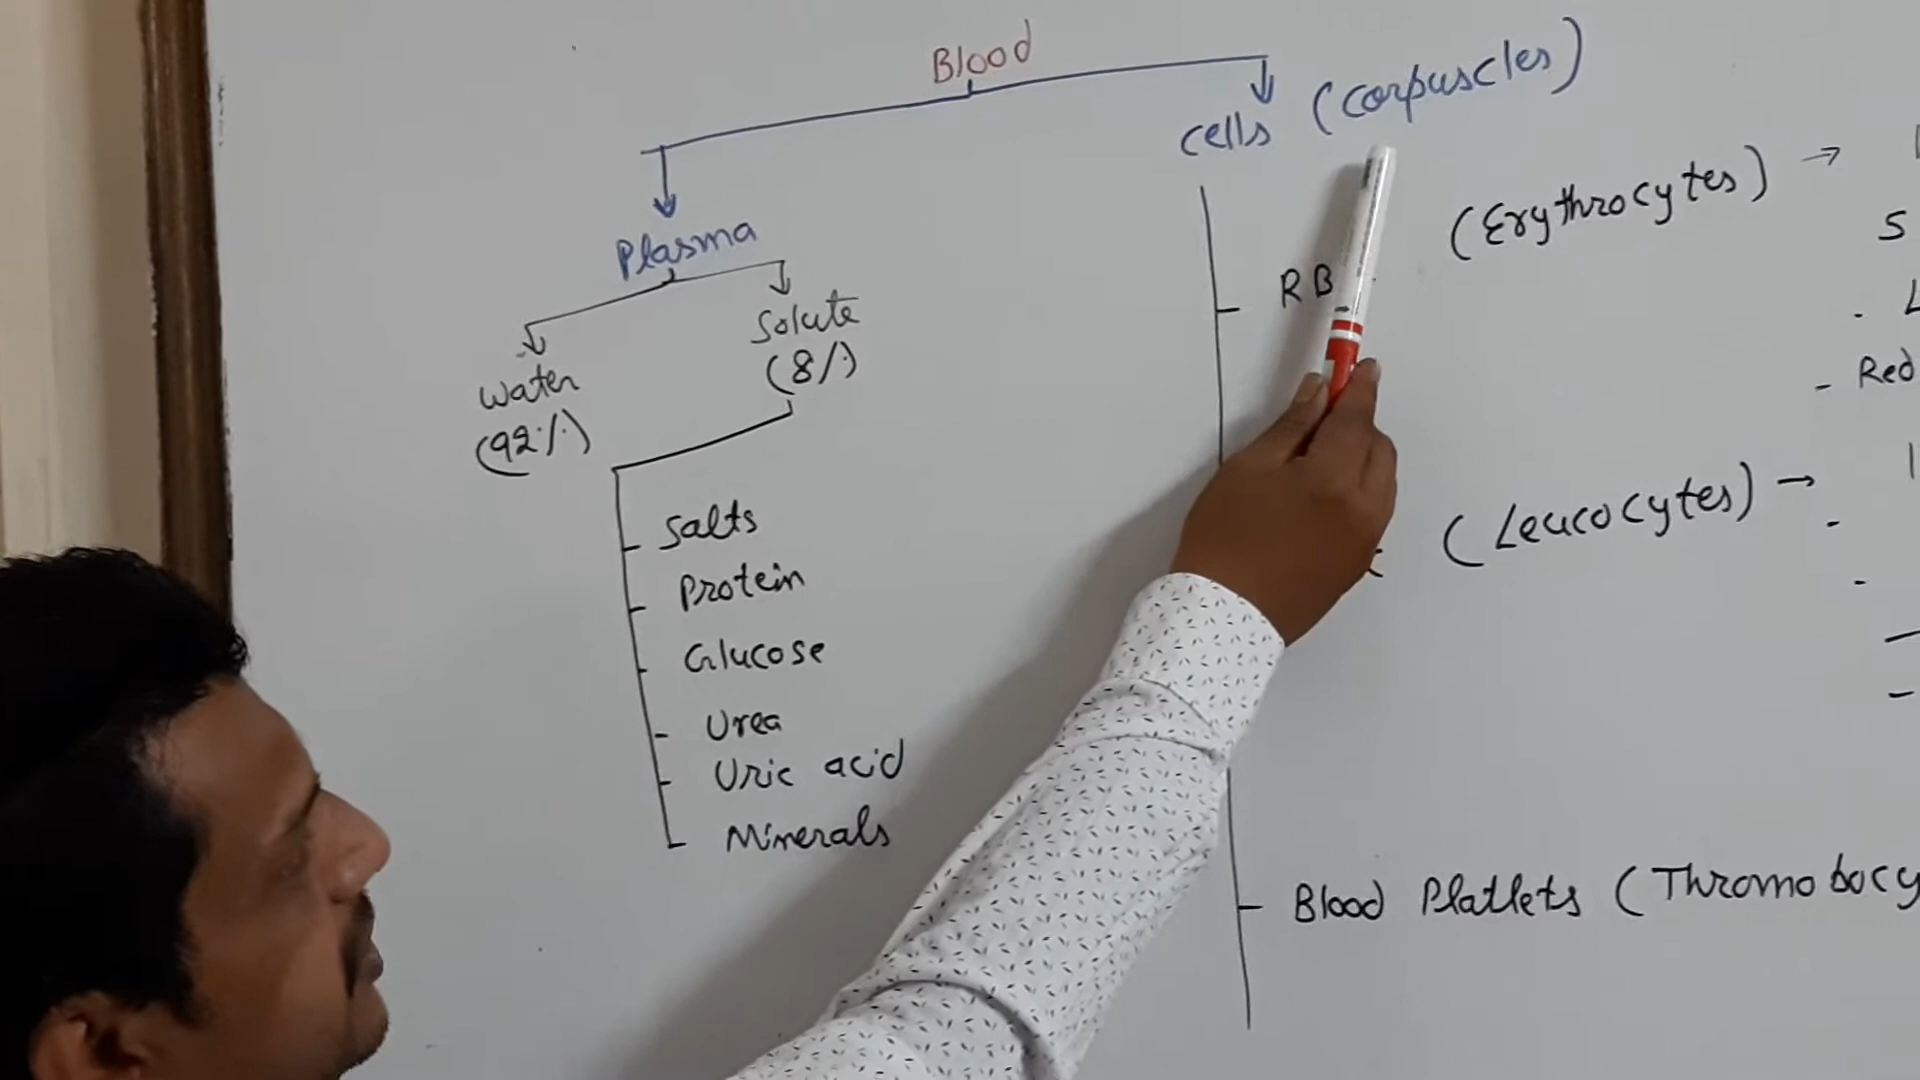 Blood
Cells (Corpuscles)
Plasma
Water
(92%)
Solute
(8%)
Salts
Protein
Glucose
Urea
Uric acid
Minerals
RB
(Erythrocytes) →
S
- Red
(Leucocytes) →
Blood Platlets (Thrombocy